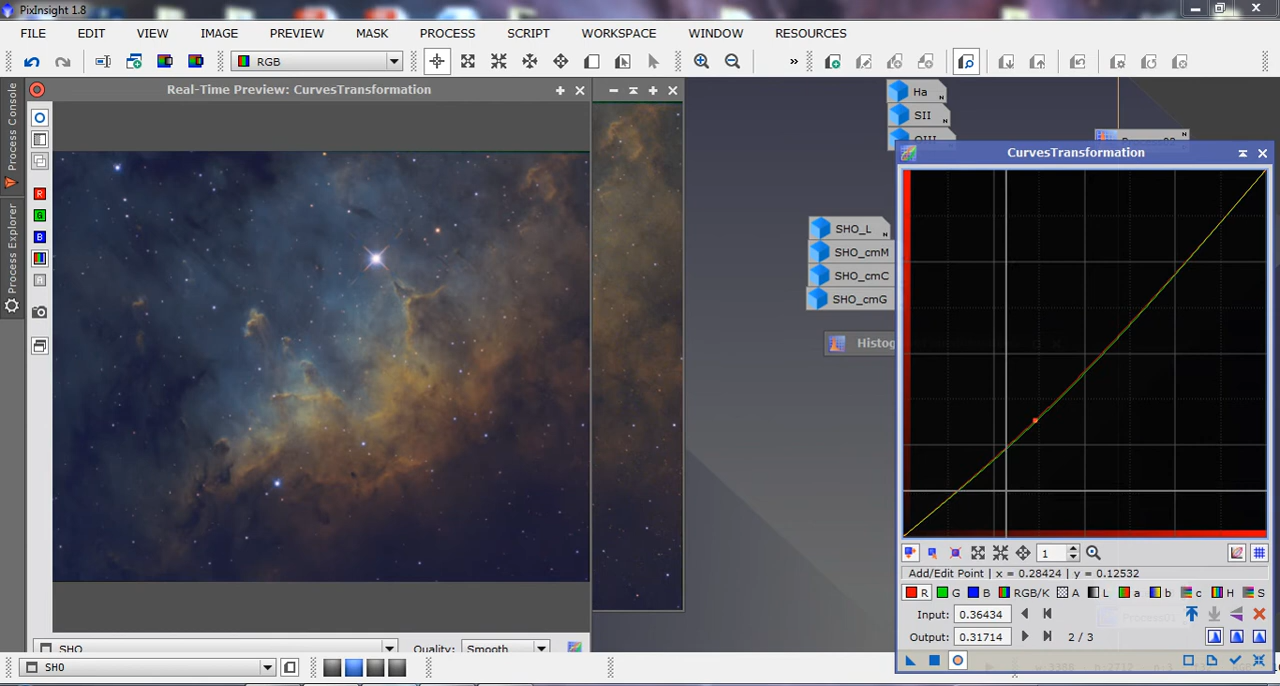 PixInsight 1.8
FILE EDIT VIEW IMAGE PREVIEW MASK PROCESS SCRIPT WORKSPACE WINDOW RESOURCES
RGB
»
Process Console
Process Explorer
Real-Time Preview: CurvesTransformation
R
G
B
Ha
N
SII
N
OIII
N
SHO_L
N
SHO_cmM
SHO_cmC
SHO_cmG
Histog
CurvesTransformation
1
Add/Edit Point | x = 0.28424 | y = 0.12532
R G B RGB/K A L a b c H S
Input: 0.36434
Output: 0.31714 2 / 3
SHO Quality: Smooth
SHO